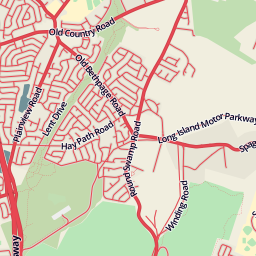 Old Country Road
Old Bethpage Road
Plainview Road
Kent Drive
Hay Path Road
Round Swamp Road
Long Island Motor Parkway
Winding Road